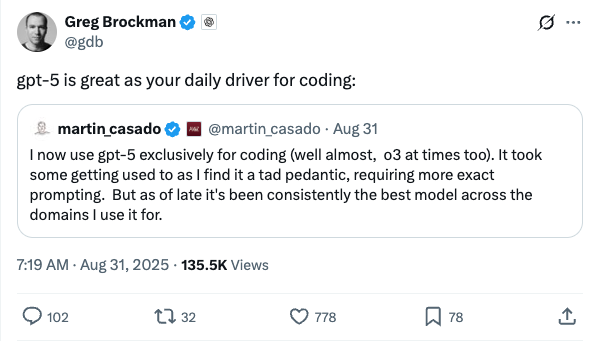 Greg Brockman
@gdb
gpt-5 is great as your daily driver for coding:
martin_casado @martin_casado · Aug 31
I now use gpt-5 exclusively for coding (well almost,  o3 at times too). It took
some getting used to as I find it a tad pedantic, requiring more exact
prompting.  But as of late it's been consistently the best model across the
domains I use it for.
7:19 AM · Aug 31, 2025 · 135.5K Views
102 32 778 78